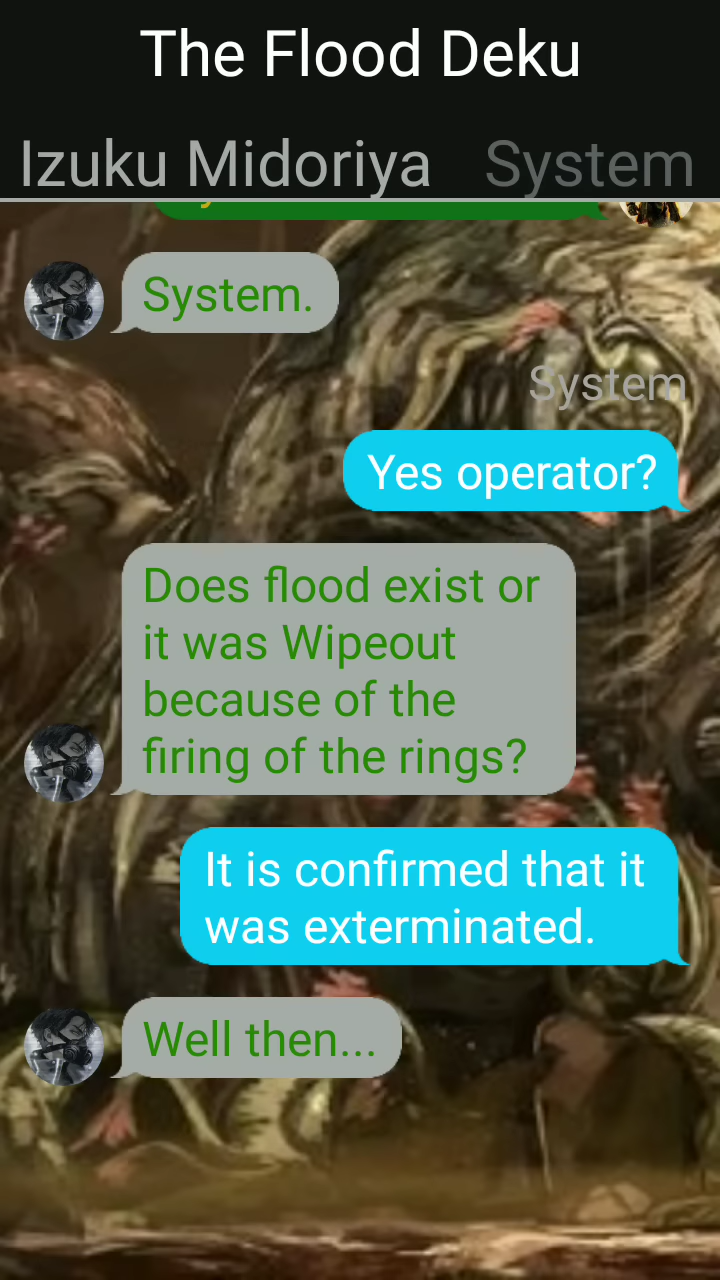 The Flood Deku
Izuku Midoriya System
System.
System
Yes operator?
Does flood exist or
it was Wipeout
because of the
firing of the rings?
It is confirmed that it
was exterminated.
Well then...